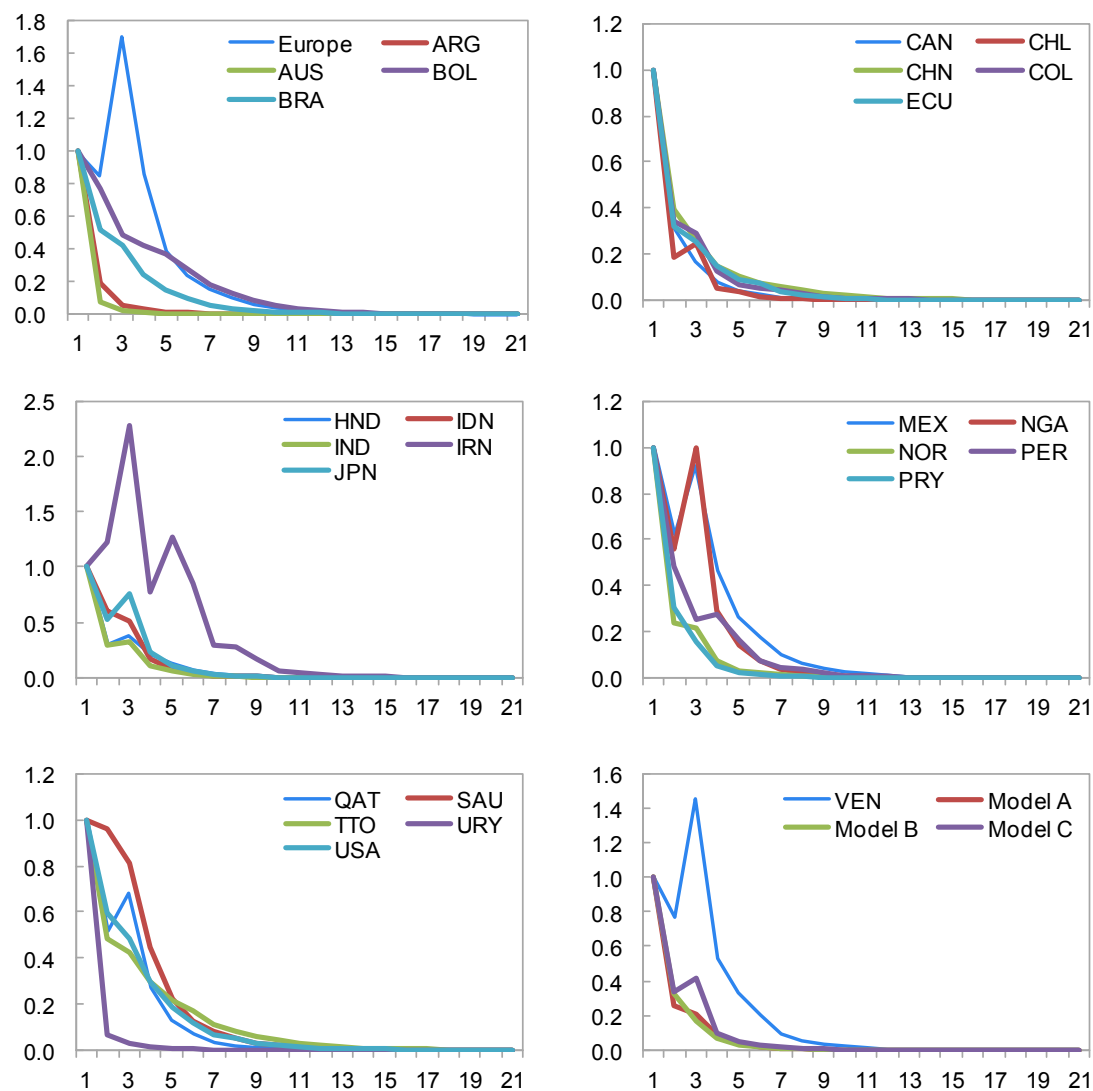 1.8
1.6
1.4
1.2
1.0
0.8
0.6
0.4
0.2
0.0
Europe ARG
AUS BOL
BRA
1 3 5 7 9 11 13 15 17 19 21
1.2
1.0
0.8
0.6
0.4
0.2
0.0
CAN CHL
CHN COL
ECU
1 3 5 7 9 11 13 15 17 19 21
2.5
2.0
1.5
1.0
0.5
0.0
HND IDN
IND IRN
JPN
1 3 5 7 9 11 13 15 17 19 21
1.2
1.0
0.8
0.6
0.4
0.2
0.0
MEX NGA
NOR PER
PRY
1 3 5 7 9 11 13 15 17 19 21
1.2
1.0
0.8
0.6
0.4
0.2
0.0
QAT SAU
TTO URY
USA
1 3 5 7 9 11 13 15 17 19 21
1.6
1.4
1.2
1.0
0.8
0.6
0.4
0.2
0.0
VEN Model A
Model B Model C
1 3 5 7 9 11 13 15 17 19 21